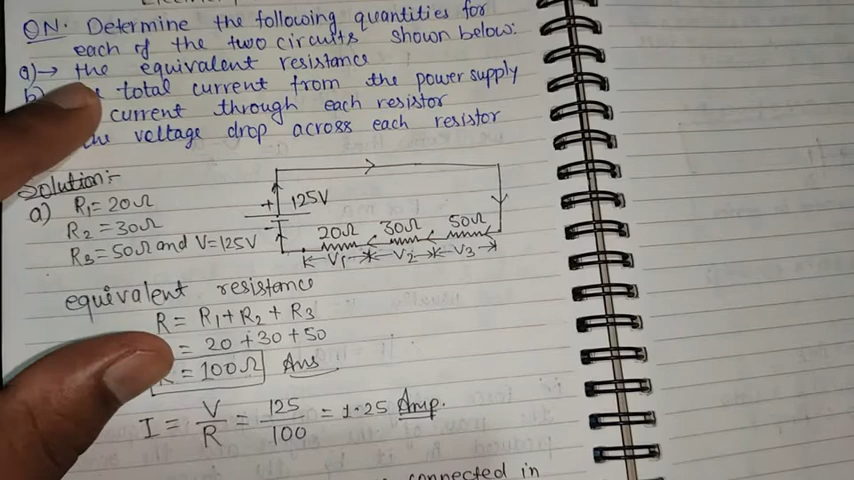 QN. Determine the following quantities for
each of the two circuits shown below:
a)→ the equivalent resistance
total current from the power supply
current through each resistor
the voltage drop across each resistor
Solution:-
a) R₁= 20Ω
R₂ = 30Ω
R₃ = 50Ω and V=125V
+ 125V
-
20Ω 30Ω 50Ω
V₁ V₂ V₃
equivalent resistance
R = R₁+R₂ + R₃
= 20 +30 + 50
= 100Ω Ans
I = V/R = 125/100 = 1.25 Amp.
connected in